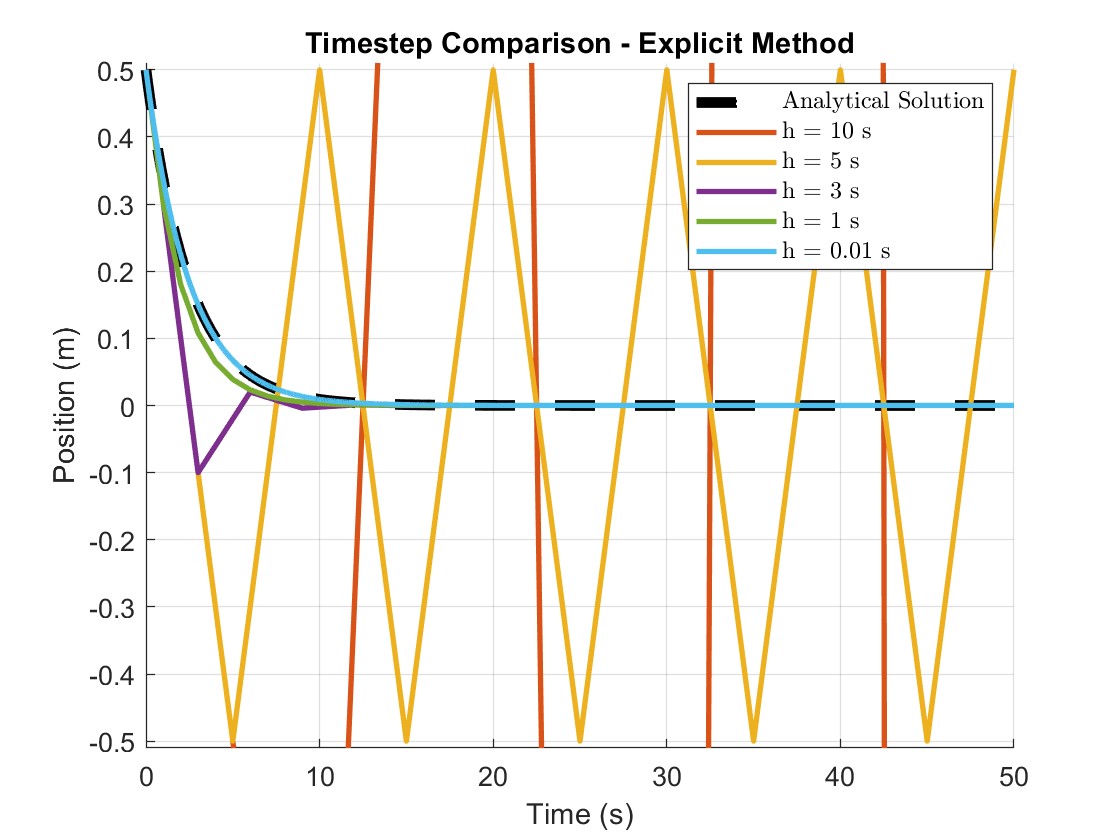 Timestep Comparison - Explicit Method
Position (m)
0.5
0.4
0.3
0.2
0.1
0
-0.1
-0.2
-0.3
-0.4
-0.5
Analytical Solution
h = 10 s
h = 5 s
h = 3 s
h = 1 s
h = 0.01 s
0 10 20 30 40 50
Time (s)